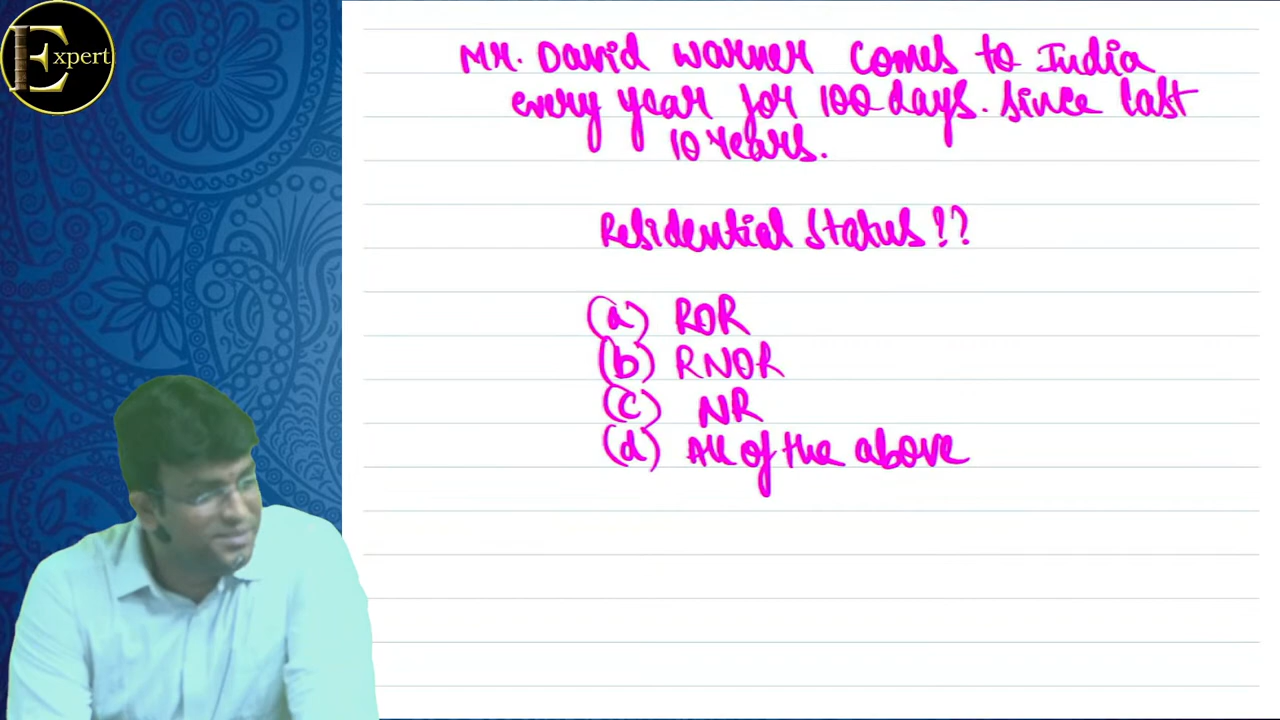 Expert
Mr. David Warner Comes to India
every year for 100 days. Since last
10 Years.
Residential Status!?
(a) ROR
(b) RNOR
(c) NR
(d) All of the above